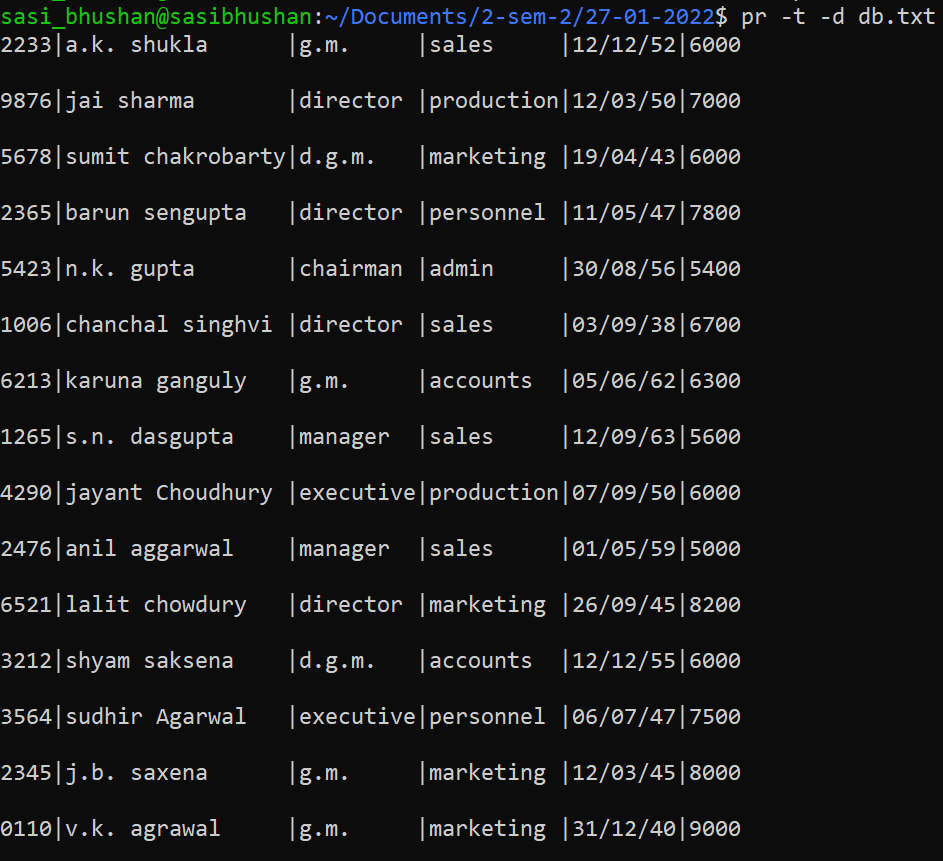 sasi_bhushan@sasibhushan:~/Documents/2-sem-2/27-01-2022$ pr -t -d db.txt
2233|a.k. shukla      |g.m.     |sales     |12/12/52|6000
9876|jai sharma       |director |production|12/03/50|7000
5678|sumit chakrobarty|d.g.m.   |marketing |19/04/43|6000
2365|barun sengupta   |director |personnel |11/05/47|7800
5423|n.k. gupta       |chairman |admin     |30/08/56|5400
1006|chanchal singhvi |director |sales     |03/09/38|6700
6213|karuna ganguly   |g.m.     |accounts  |05/06/62|6300
1265|s.n. dasgupta    |manager  |sales     |12/09/63|5600
4290|jayant Choudhury |executive|production|07/09/50|6000
2476|anil aggarwal    |manager  |sales     |01/05/59|5000
6521|lalit chowdury   |director |marketing |26/09/45|8200
3212|shyam saksena    |d.g.m.   |accounts  |12/12/55|6000
3564|sudhir Agarwal   |executive|personnel |06/07/47|7500
2345|j.b. saxena      |g.m.     |marketing |12/03/45|8000
0110|v.k. agrawal     |g.m.     |marketing |31/12/40|9000